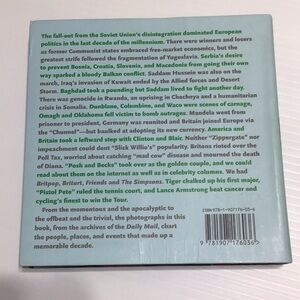 The fall-out from the Soviet Union's disintegration dominated European
politics in the last decade of the millennium. There were winners and losers
as former Communist states embraced free-market economics, but the
greatest strife followed the fragmentation of Yugoslavia. Serbia's desire
to prevent Bosnia, Croatia, Slovenia, and Macedonia from going their own
way sparked a bloody Balkan conflict. Saddam Hussein was also on the
march, Iraq's invasion of Kuwait ended by the Allied forces and Desert
Storm. Baghdad took a pounding but Saddam lived to fight another day.
There was genocide in Rwanda, an uprising in Chechnya and a humanitarian
crisis in Somalia. Dunblane, Columbine, and Waco were scenes of carnage,
Omagh and Oklahoma fell victim to bomb outrages. Mandela went from
prisoner to President, and Britain joined Europe via
the "Chunnel"—but baulked at adopting its new currency. America and
Britain took a leftward step with Clinton and Blair. Neither "Zippergate" nor
impeachment could dent "Slick Willie's" popularity. Britons rioted over the
Poll Tax, worried about catching "mad cow" disease and mourned the death
of Diana. "Posh and Becks" took over as the golden couple, and we could
read about them on the internet as well as in celebrity columns. We had
Britpop, Britart, Friends and The Simpsons. Tiger chalked up his first major,
"Pistol Pete" ruled the tennis court, and Lance Armstrong beat cancer and
cycling's finest to win the Tour.
From the momentous and the apocalyptic to
the offbeat and the trivial, the photographs in this
book, from the archives of the Daily Mail, chart
the people, places, and events that made up a
memorable decade.
ISBN 978-1-907176-03-6
9 781907 176036